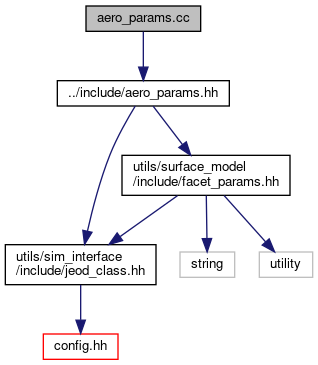 aero_params.cc
../include/aero_params.hh
utils/surface_model
/include/facet_params.hh
utils/sim_interface
/include/jeod_class.hh
string
utility
config.hh